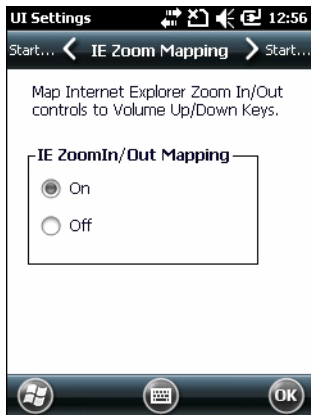 UI Settings 12:56
Start... IE Zoom Mapping Start...
Map Internet Explorer Zoom In/Out
controls to Volume Up/Down Keys.
IE ZoomIn/Out Mapping
On
Off
OK